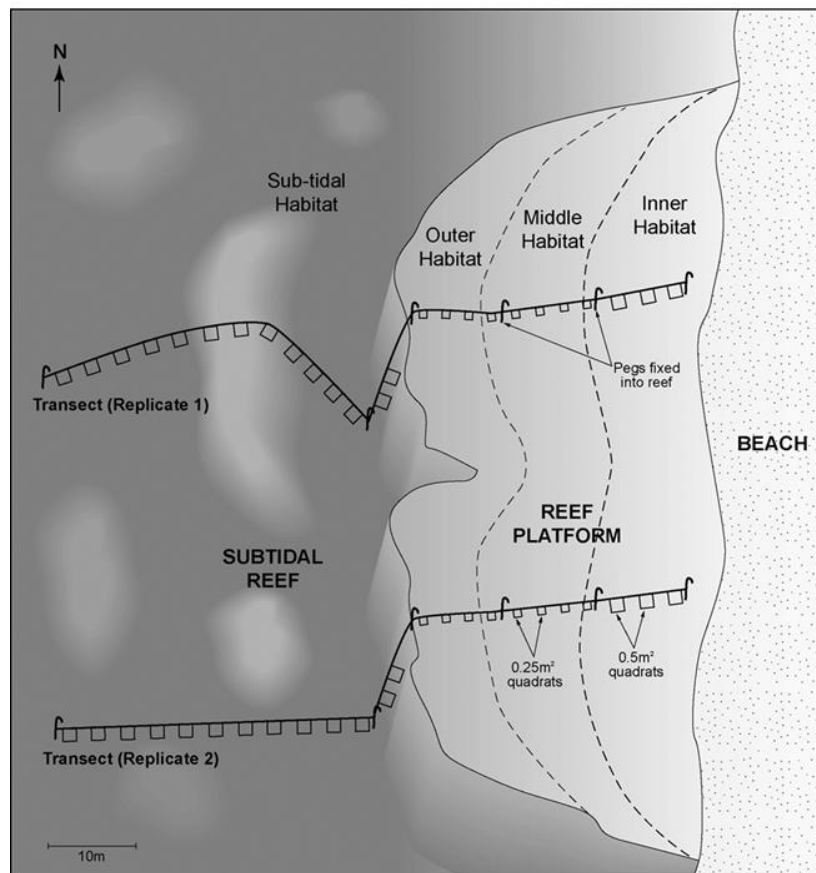 N
Sub-tidal
Habitat
Outer
Habitat
Middle
Habitat
Inner
Habitat
Pegs fixed
into reef
Transect (Replicate 1)
BEACH
REEF
PLATFORM
SUBTIDAL
REEF
0.25m²
quadrats
0.5m²
quadrats
Transect (Replicate 2)
10m